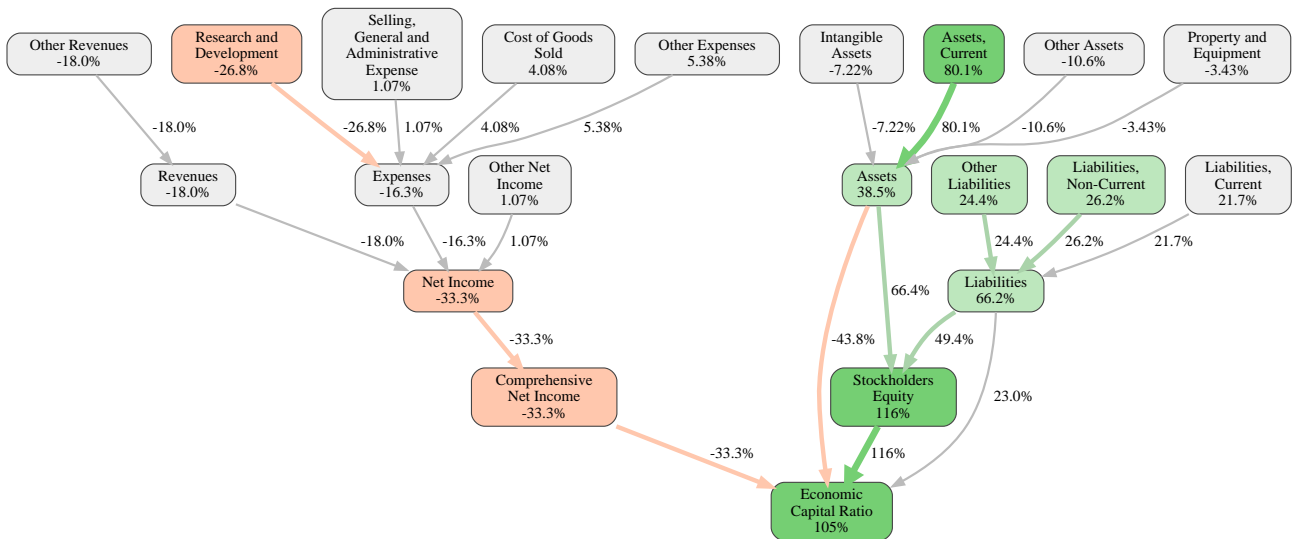 Other Revenues
-18.0%
Research and
Development
-26.8%
Selling,
General and
Administrative
Expense
1.07%
Cost of Goods
Sold
4.08%
Other Expenses
5.38%
Intangible
Assets
-7.22%
Assets,
Current
80.1%
Other Assets
-10.6%
Property and
Equipment
-3.43%
-18.0%
-26.8%
1.07%
4.08%
5.38%
-7.22%
80.1%
-10.6%
-3.43%
Revenues
-18.0%
Expenses
-16.3%
Other Net
Income
1.07%
Assets
38.5%
Other
Liabilities
24.4%
Liabilities,
Non-Current
26.2%
Liabilities,
Current
21.7%
-18.0%
-16.3%
1.07%
24.4%
26.2%
21.7%
Net Income
-33.3%
Liabilities
66.2%
66.4%
-33.3%
-43.8%
49.4%
Comprehensive
Net Income
-33.3%
Stockholders
Equity
116%
23.0%
-33.3%
116%
Economic
Capital Ratio
105%